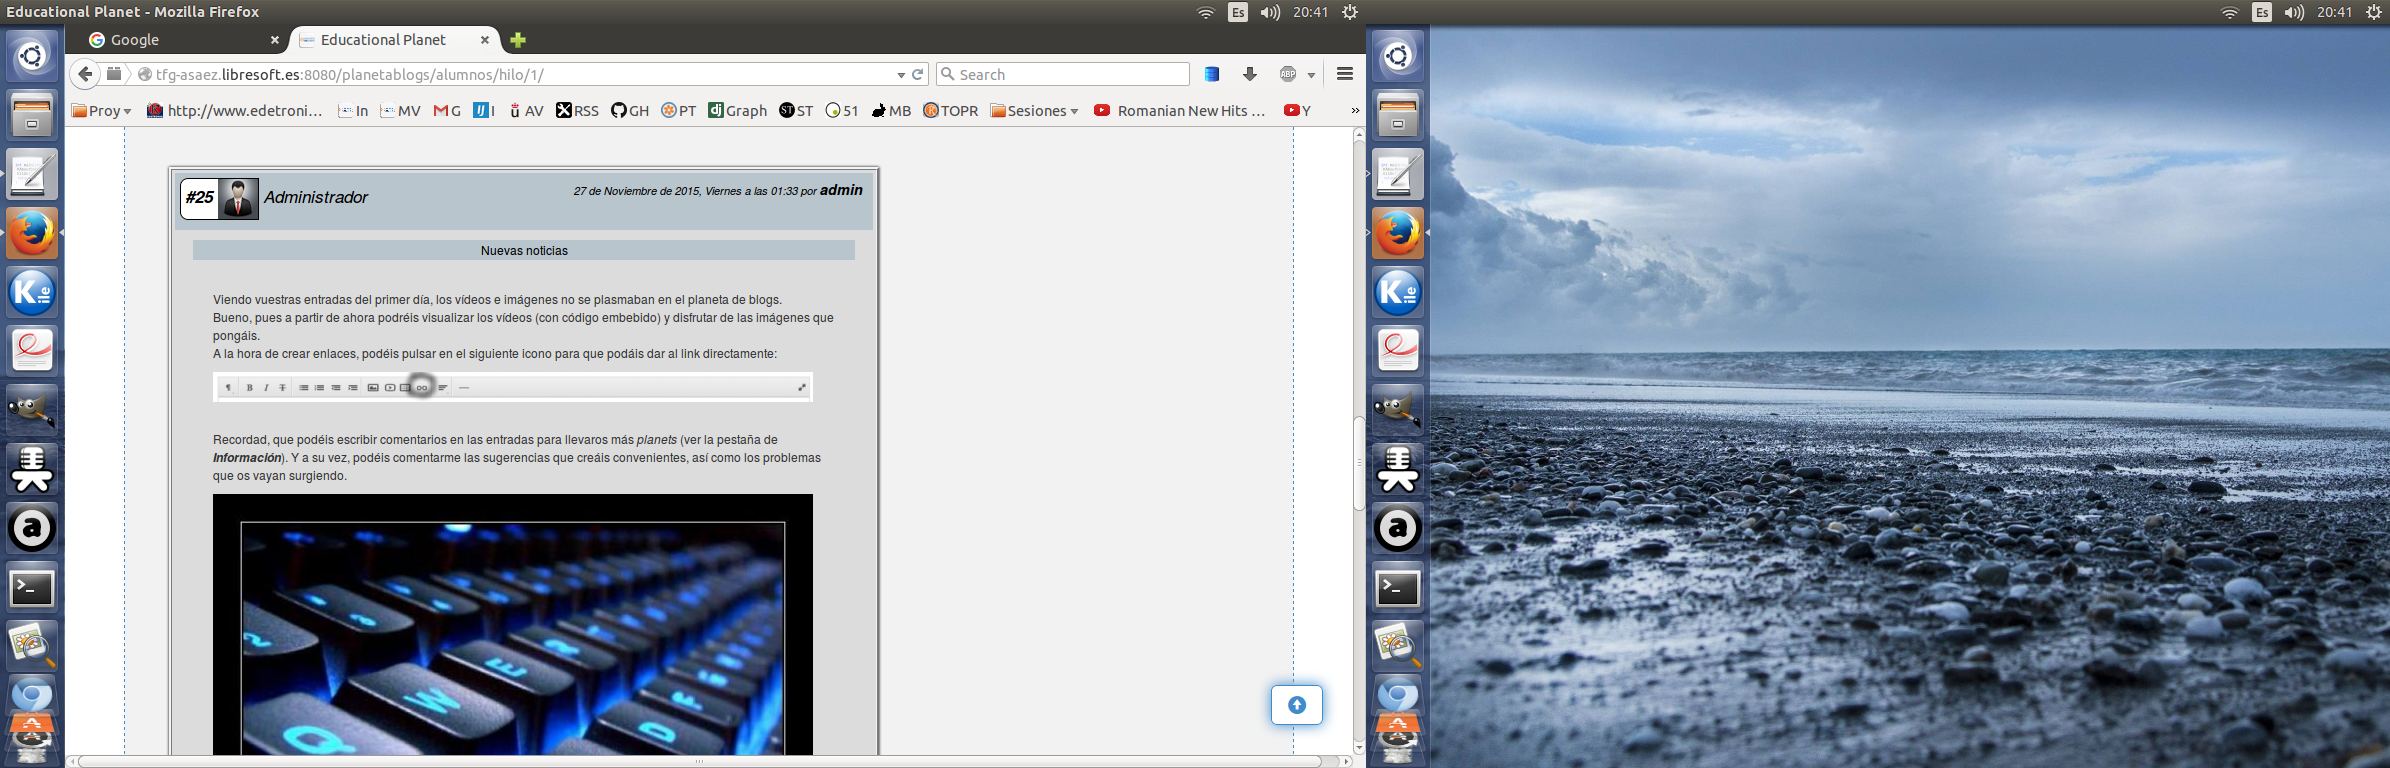 Educational Planet - Mozilla Firefox
Es
20:41
Es
20:41
Google
Educational Planet
tfg-asaez.libresoft.es:8080/planetablogs/alumnos/hilo/1/
Search
ABP
Proy
http://www.edetroni...
In
MV
G
I
AV
RSS
GH
PT
Graph
ST
51
MB
TOPR
Sesiones
Romanian New Hits ...
Y
»
#25
Administrador
27 de Noviembre de 2015, Viernes a las 01:33 por admin
Nuevas noticias
Viendo vuestras entradas del primer día, los vídeos e imágenes no se plasmaban en el planeta de blogs.
Bueno, pues a partir de ahora podréis visualizar los vídeos (con código embebido) y disfrutar de las imágenes que
pongáis.
A la hora de crear enlaces, podéis pulsar en el siguiente icono para que podáis dar al link directamente:
Recordad, que podéis escribir comentarios en las entradas para llevaros más planets (ver la pestaña de
Información). Y a su vez, podéis comentarme las sugerencias que creáis convenientes, así como los problemas
que os vayan surgiendo.
2
Q
W
E
D